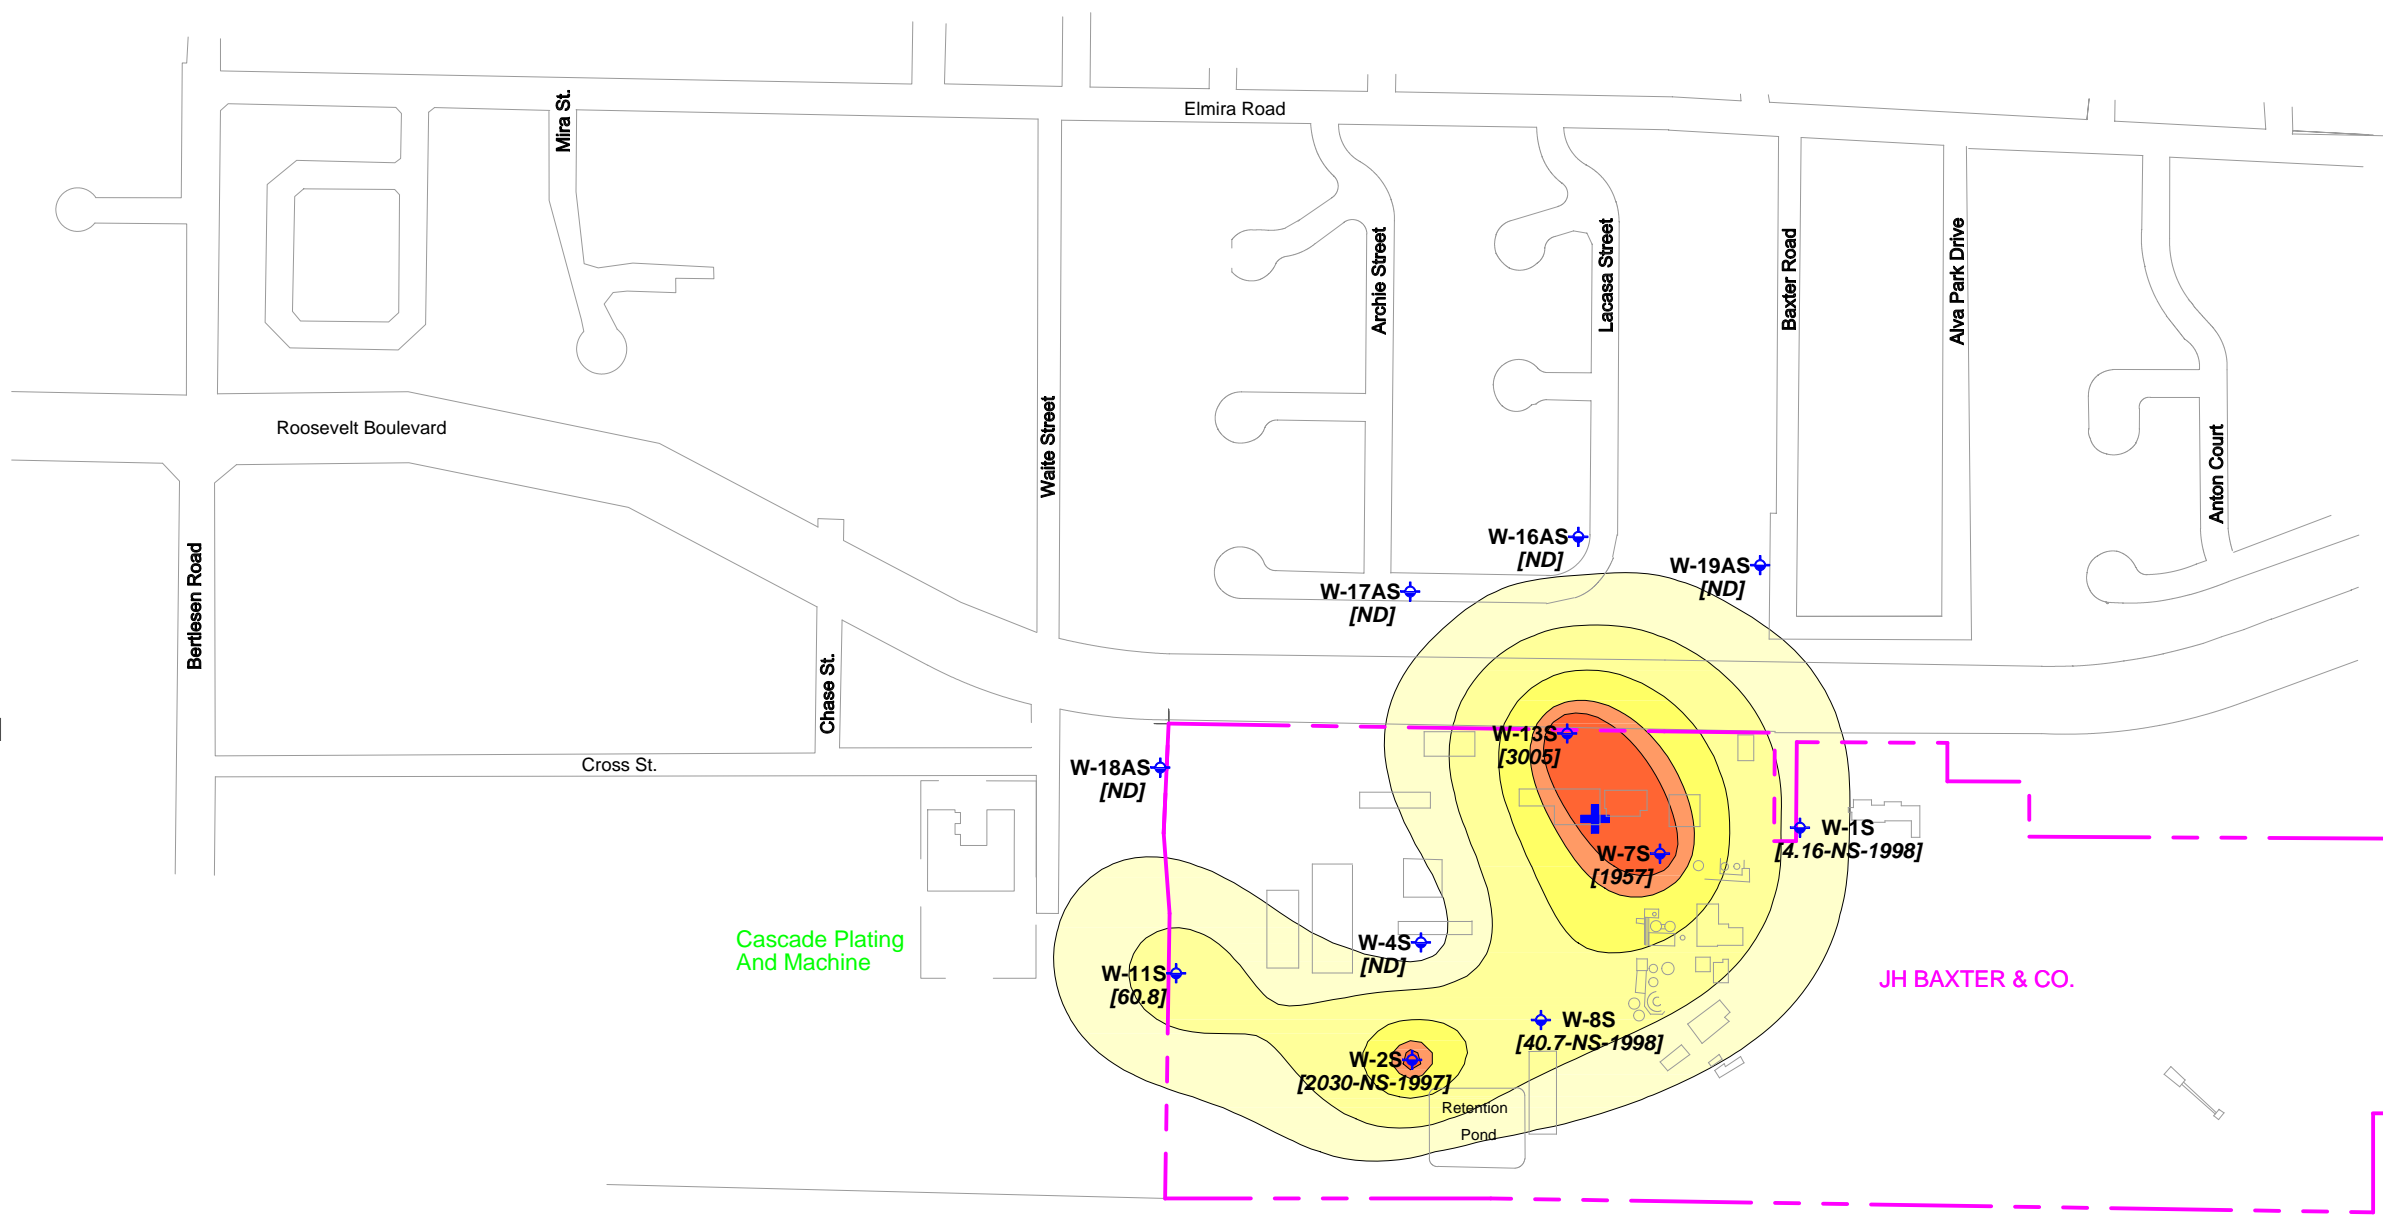 Elmira Road
Mira St.
Archie Street
Lacasa Street
Baxter Road
Alva Park Drive
Roosevelt Boulevard
Waite Street
Anton Court
Bertlesen Road
Chase St.
Cross St.
W-16AS
[ND]
W-19AS
[ND]
W-17AS
[ND]
W-13S
[3005]
W-18AS
[ND]
W-1S
[4.16-NS-1998]
W-7S
[1957]
Cascade Plating
And Machine
W-4S
[ND]
W-11S
[60.8]
JH BAXTER & CO.
W-8S
[40.7-NS-1998]
W-2S
[2030-NS-1997]
Retention
Pond